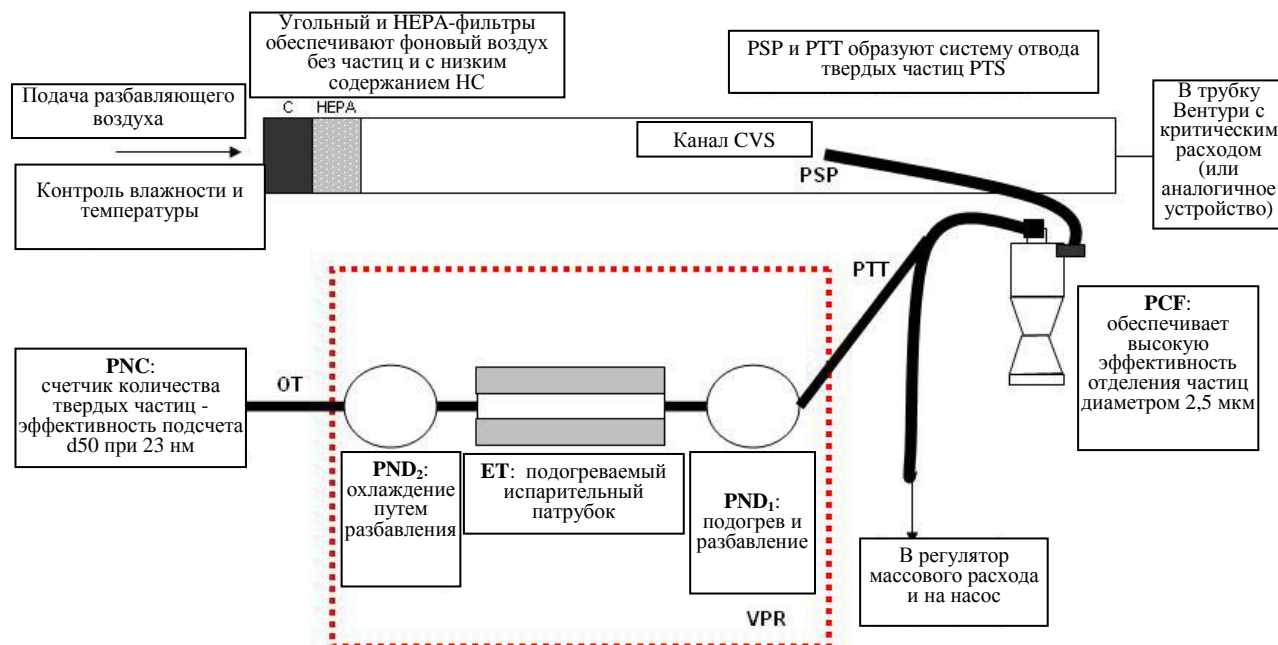 Угольный и HEPA-фильтры
обеспечивают фоновый воздух
без частиц и с низким
содержанием НС
PSP и PTT образуют систему отвода
твердых частиц PTS
Подача разбавляющего
воздуха
C HEPA
Канал CVS
PSP
В трубку
Вентури с
критическим
расходом
(или
аналогичное
устройство)
Контроль влажности и
температуры
PTT
PCF:
обеспечивает
высокую
эффективность
отделения частиц
диаметром 2,5 мкм
PNC:
счетчик количества
твердых частиц -
эффективность подсчета
d50 при 23 нм
OT
PND₂:
охлаждение
путем
разбавления
ET: подогреваемый
испарительный
патрубок
PND₁:
подогрев и
разбавление
VPR
В регулятор
массового расхода
и на насос